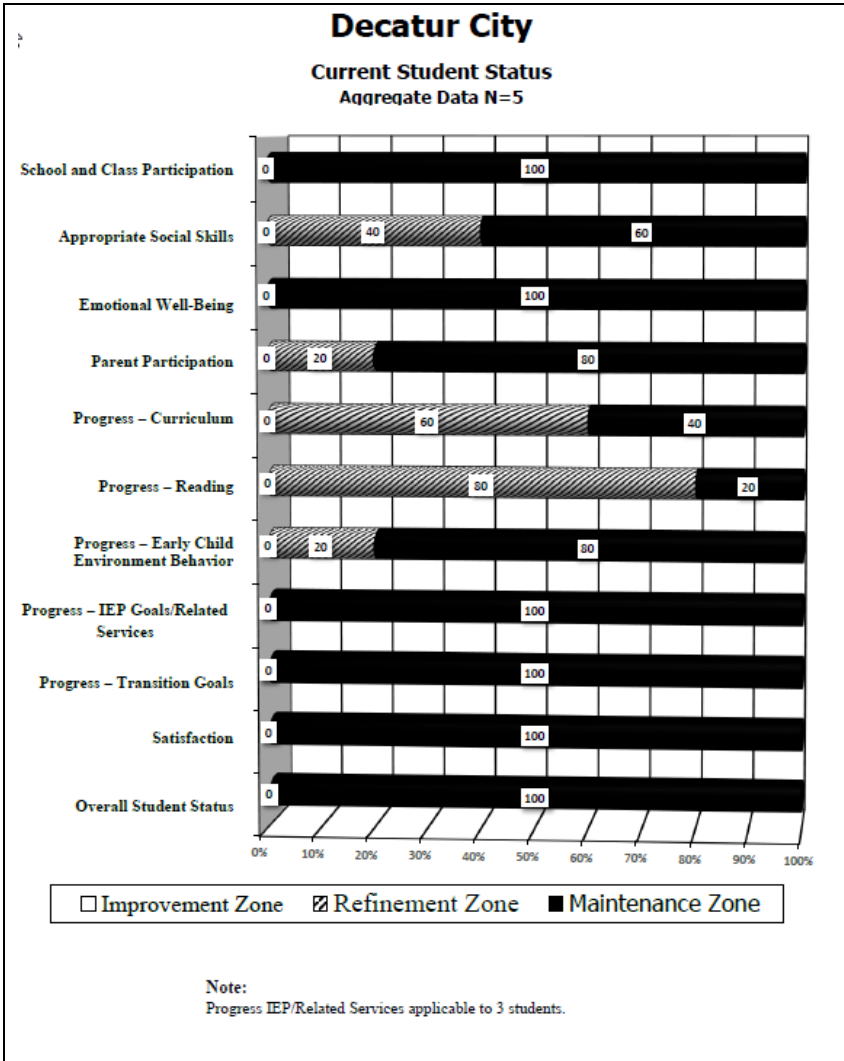 Decatur City
Current Student Status
Aggregate Data N=5
School and Class Participation
0 100
Appropriate Social Skills
0 40 60
Emotional Well-Being
0 100
Parent Participation
0 20 80
Progress – Curriculum
0 60 40
Progress – Reading
0 80 20
Progress – Early Child
Environment Behavior
0 20 80
Progress – IEP Goals/Related
Services
0 100
Progress – Transition Goals
0 100
Satisfaction
0 100
Overall Student Status
0 100
0% 10% 20% 30% 40% 50% 60% 70% 80% 90% 100%
Improvement Zone Refinement Zone Maintenance Zone
Note:
Progress IEP/Related Services applicable to 3 students.